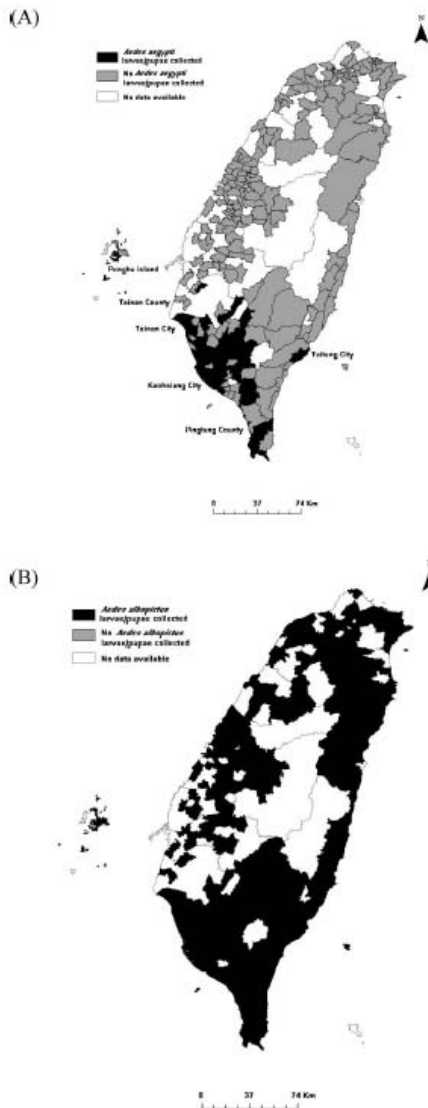 (A)
N
Aedes aegypti
larvae/pupae collected
No Aedes aegypti
larvae/pupae collected
No data available
Penghu island
Tainan County
Tainan City
Taitung City
Kaohsiung City
Pingtung County
0 37 74 Km
(B)
Aedes albopictus
larvae/pupae collected
No Aedes albopictus
larvae/pupae collected
No data available
0 37 74 Km